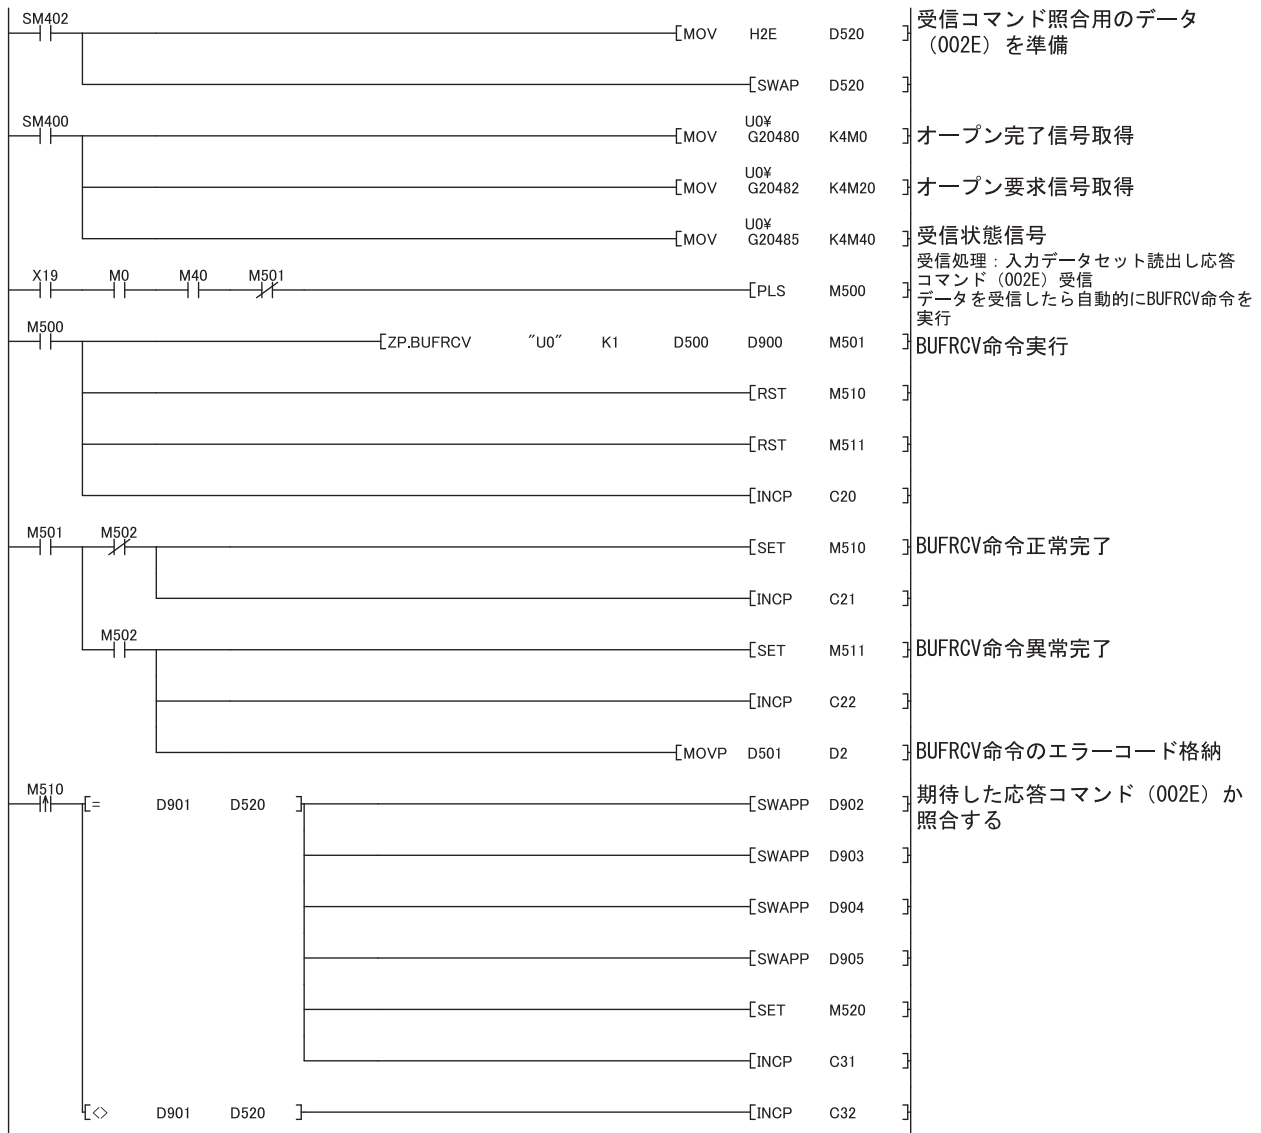 SM402
MOV H2E D520
受信コマンド照合用のデータ
（002E）を準備
SWAP D520
SM400
U0¥
MOV G20480 K4M0
オープン完了信号取得
U0¥
MOV G20482 K4M20
オープン要求信号取得
U0¥
MOV G20485 K4M40
受信状態信号
受信処理：入力データセット読出し応答
コマンド（002E）受信
データを受信したら自動的にBUFRCV命令を
実行
X19 M0 M40 M501
PLS M500
M500
ZP.BUFRCV "U0" K1 D500 D900 M501
BUFRCV命令実行
RST M510
RST M511
INCP C20
M501 M502
SET M510
BUFRCV命令正常完了
INCP C21
M502
SET M511
BUFRCV命令異常完了
INCP C22
MOVP D501 D2
BUFRCV命令のエラーコード格納
M510
= D901 D520
SWAPP D902
期待した応答コマンド（002E）か
照合する
SWAPP D903
SWAPP D904
SWAPP D905
SET M520
INCP C31
<> D901 D520
INCP C32